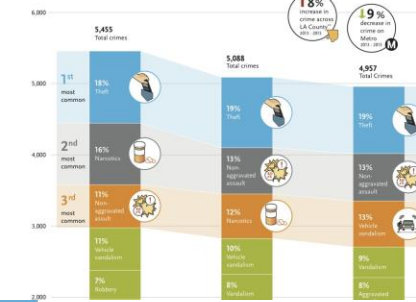 6,000
5,455
Total crimes
18%
increase in
crime across
LA County
2011 - 2013
9%
decrease in
crime on
Metro
2011 - 2013
M
5,088
Total crimes
4,957
Total Crimes
5,000
1st
most
common
18%
Theft
19%
Theft
19%
Theft
4,000
2nd
most
common
16%
Narcotics
13%
Non
aggravated
assault
13%
Non
aggravated
assault
3rd
most
common
11%
Non
aggravated
assault
12%
Narcotics
13%
Vehicle
vandalism
3,000
11%
Vehicle
vandalism
10%
Vehicle
vandalism
9%
Vandalism
7%
Robbery
8%
Vandalism
8%
Aggravated
2,000